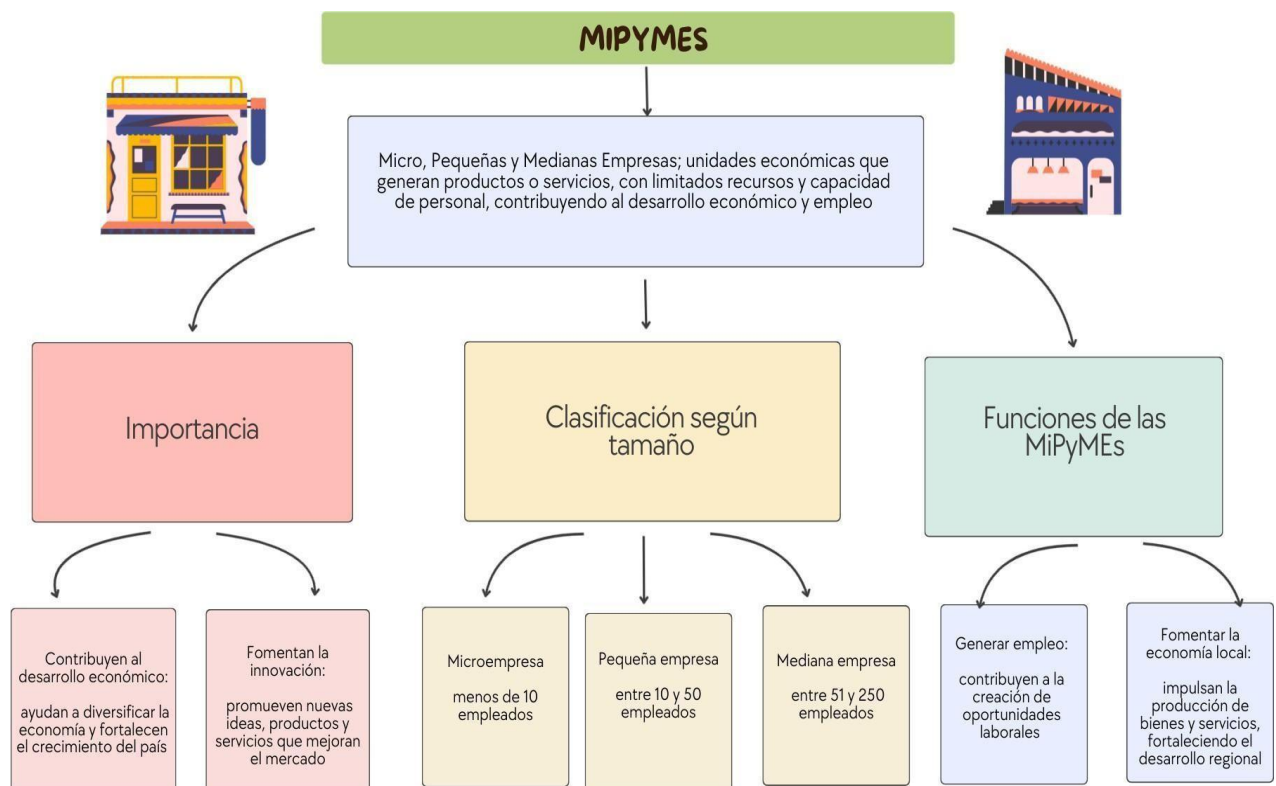 MIPYMES
Micro, Pequeñas y Medianas Empresas; unidades económicas que
generan productos o servicios, con limitados recursos y capacidad
de personal, contribuyendo al desarrollo económico y empleo
Importancia
Clasificación según
tamaño
Funciones de las
MiPyMEs
Contribuyen al
desarrollo económico:
ayudan a diversificar la
economía y fortalecen
el crecimiento del país
Fomentan la
innovación:
promueven nuevas
ideas, productos y
servicios que mejoran
el mercado
Microempresa
menos de 10
empleados
Pequeña empresa
entre 10 y 50
empleados
Mediana empresa
entre 51 y 250
empleados
Generar empleo:
contribuyen a la
creación de
oportunidades
laborales
Fomentar la
economía local:
impulsan la
producción de
bienes y servicios,
fortaleciendo el
desarrollo regional